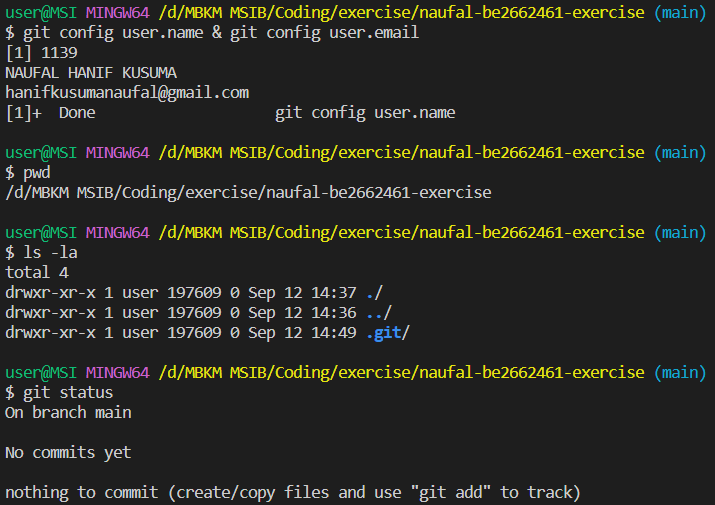 user@MSI MINGW64 /d/MBKM MSIB/Coding/exercise/naufal-be2662461-exercise (main)
$ git config user.name & git config user.email
[1] 1139
NAUFAL HANIF KUSUMA
hanifkusumanaufal@gmail.com
[1]+  Done                    git config user.name
user@MSI MINGW64 /d/MBKM MSIB/Coding/exercise/naufal-be2662461-exercise (main)
$ pwd
/d/MBKM MSIB/Coding/exercise/naufal-be2662461-exercise
user@MSI MINGW64 /d/MBKM MSIB/Coding/exercise/naufal-be2662461-exercise (main)
$ ls -la
total 4
drwxr-xr-x 1 user 197609 0 Sep 12 14:37 ./
drwxr-xr-x 1 user 197609 0 Sep 12 14:36 ../
drwxr-xr-x 1 user 197609 0 Sep 12 14:49 .git/
user@MSI MINGW64 /d/MBKM MSIB/Coding/exercise/naufal-be2662461-exercise (main)
$ git status
On branch main
No commits yet
nothing to commit (create/copy files and use "git add" to track)